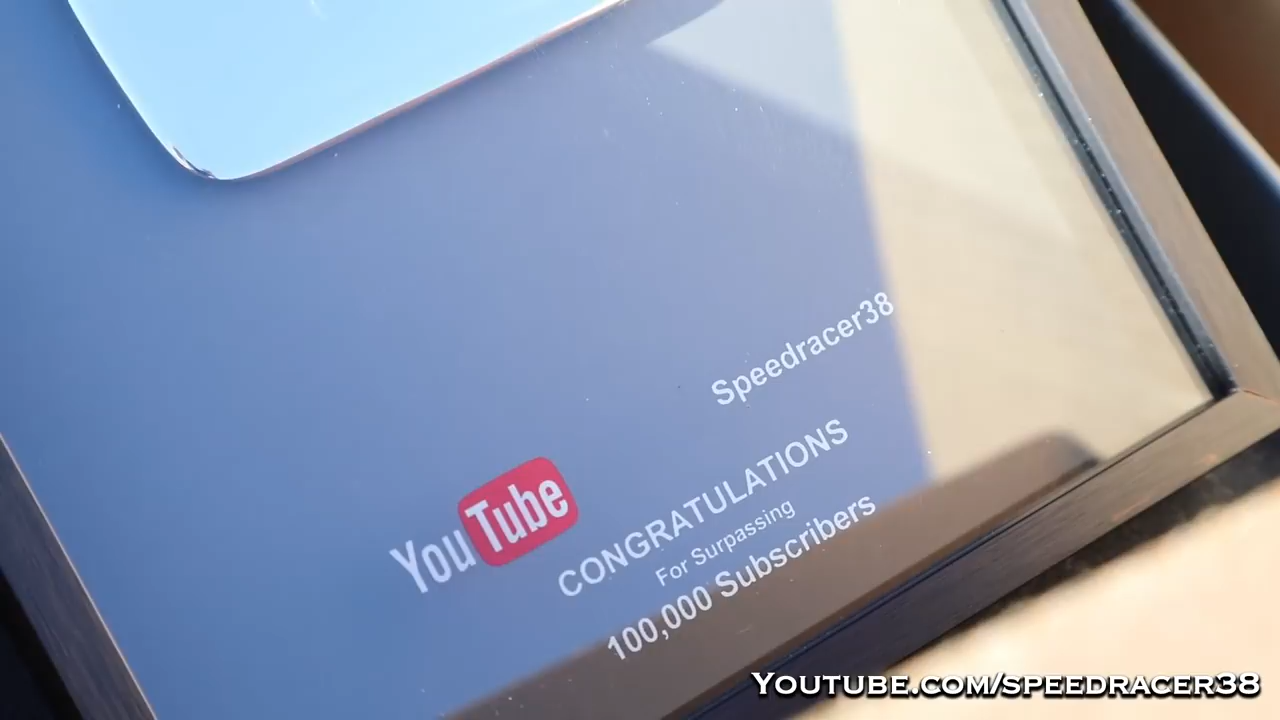 Speedracer38
YouTube
CONGRATULATIONS
For Surpassing
100,000 Subscribers
YOUTUBE.COM/SPEEDRACER38